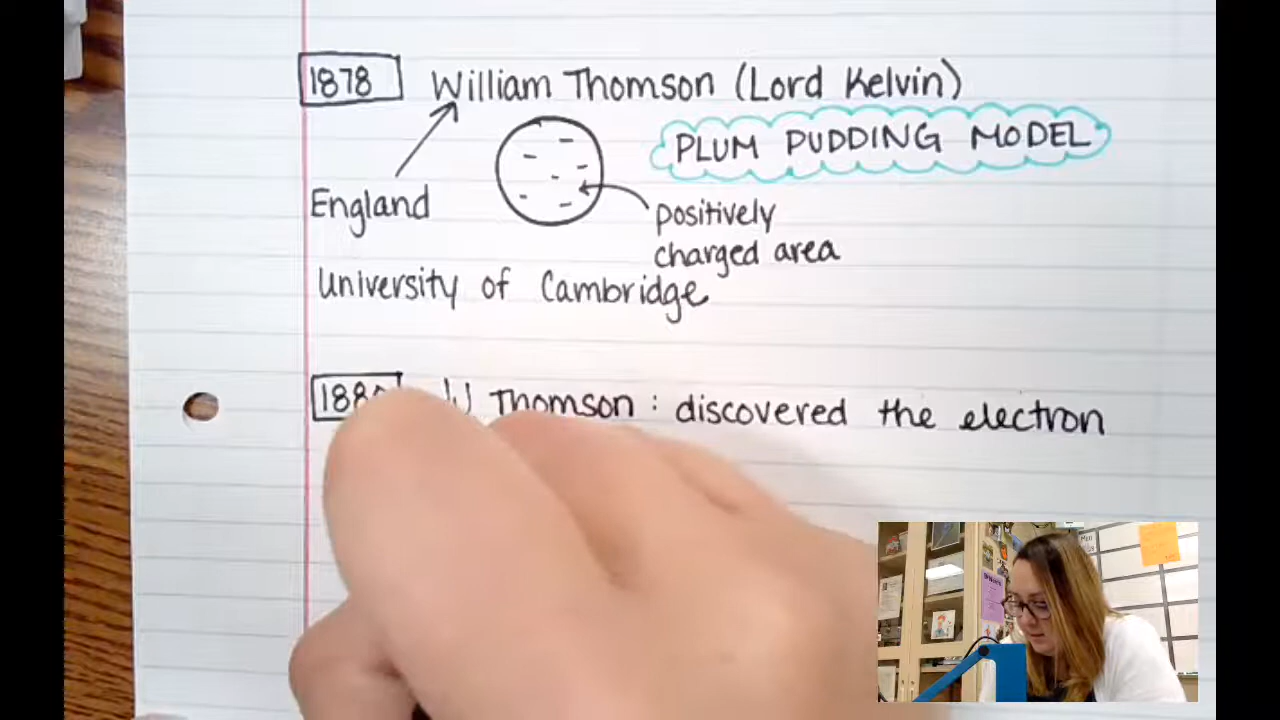 1878 William Thomson (Lord Kelvin)
PLUM PUDDING MODEL
England
positively
charged area
University of Cambridge
JJ Thomson : discovered the electron